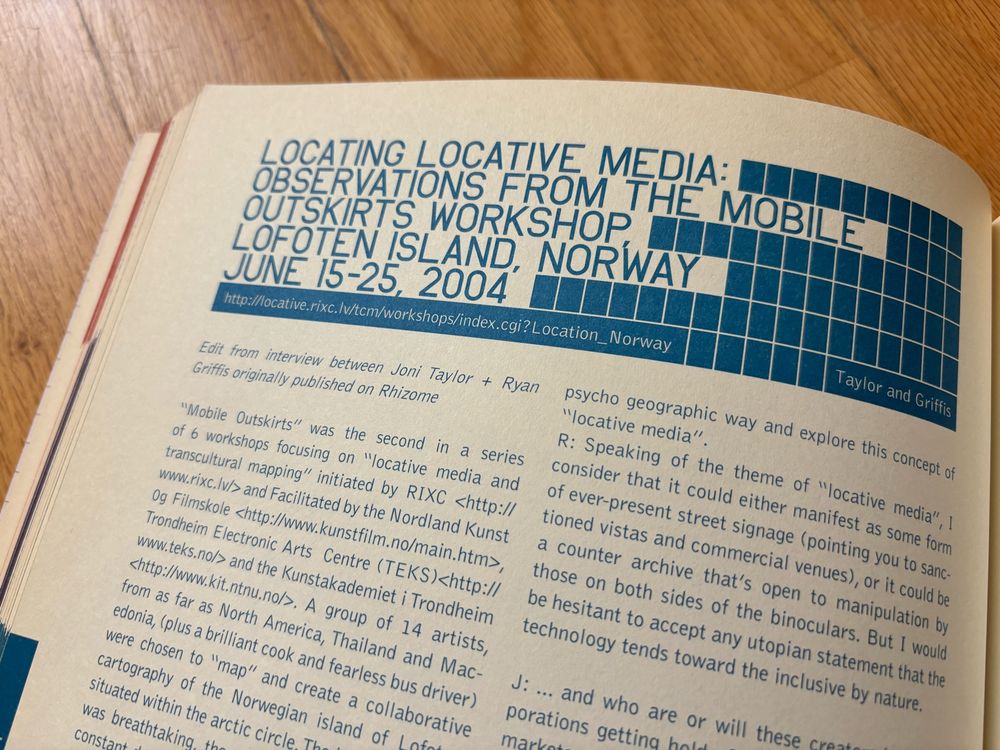 LOCATING LOCATIVE MEDIA:
OBSERVATIONS FROM THE MOBILE
OUTSKIRTS WORKSHOP,
LOFOTEN ISLAND, NORWAY
JUNE 15-25, 2004
http://locative.rixc.lv/tcm/workshops/index.cgi?Location_Norway
Taylor and Griffis
Edit from interview between Joni Taylor + Ryan
Griffis originally published on Rhizome
“Mobile Outskirts” was the second in a series
of 6 workshops focusing on “locative media and
transcultural mapping” initiated by RIXC <http://
www.rixc.lv/> and Facilitated by the Nordland Kunst
Og Filmskole <http://www.kunstfilm.no/main.htm>,
Trondheim Electronic Arts Centre (TEKS)<http://
www.teks.no/> and the Kunstakademiet i Trondheim
<http://www.kit.ntnu.no/>. A group of 14 artists,
from as far as North America, Thailand and Mac-
edonia, (plus a brilliant cook and fearless bus driver)
were chosen to “map” and create a collaborative
cartography of the Norwegian island of
situated within the arctic circle. The
was breathtaking, the
constant
psycho geographic way and explore this concept of
“locative media”.
R: Speaking of the theme of “locative media”, I
consider that it could either manifest as some form
of ever-present street signage (pointing you to sanc-
tioned vistas and commercial venues), or it could be
a counter archive that’s open to manipulation by
those on both sides of the binoculars. But I would
be hesitant to accept any utopian statement that the
technology tends toward the inclusive by nature.
J: ... and who are or will these
porations getting hold